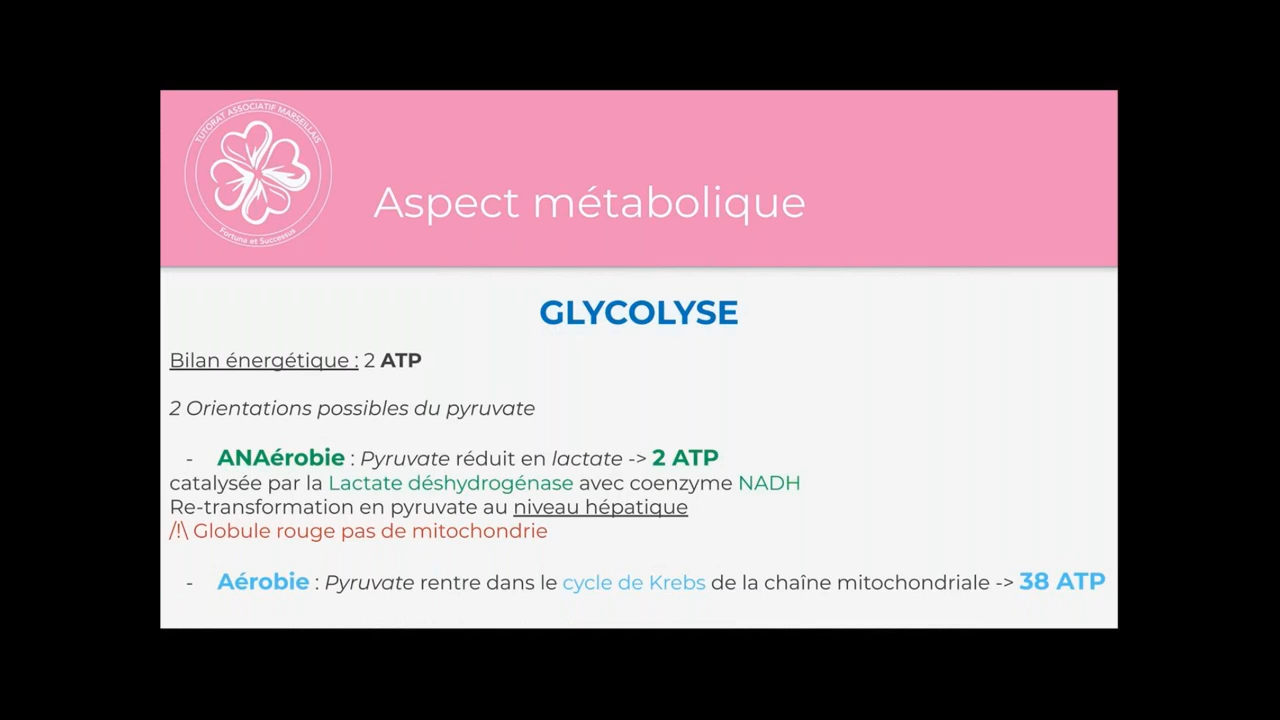 TUTORAT ASSOCIATIF MARSEILLAIS
Fortuna et Successus
Aspect métabolique
GLYCOLYSE
Bilan énergétique : 2 ATP
2 Orientations possibles du pyruvate
- ANAérobie : Pyruvate réduit en lactate -> 2 ATP
catalysée par la Lactate déshydrogénase avec coenzyme NADH
Re-transformation en pyruvate au niveau hépatique
/!\ Globule rouge pas de mitochondrie
- Aérobie : Pyruvate rentre dans le cycle de Krebs de la chaîne mitochondriale -> 38 ATP